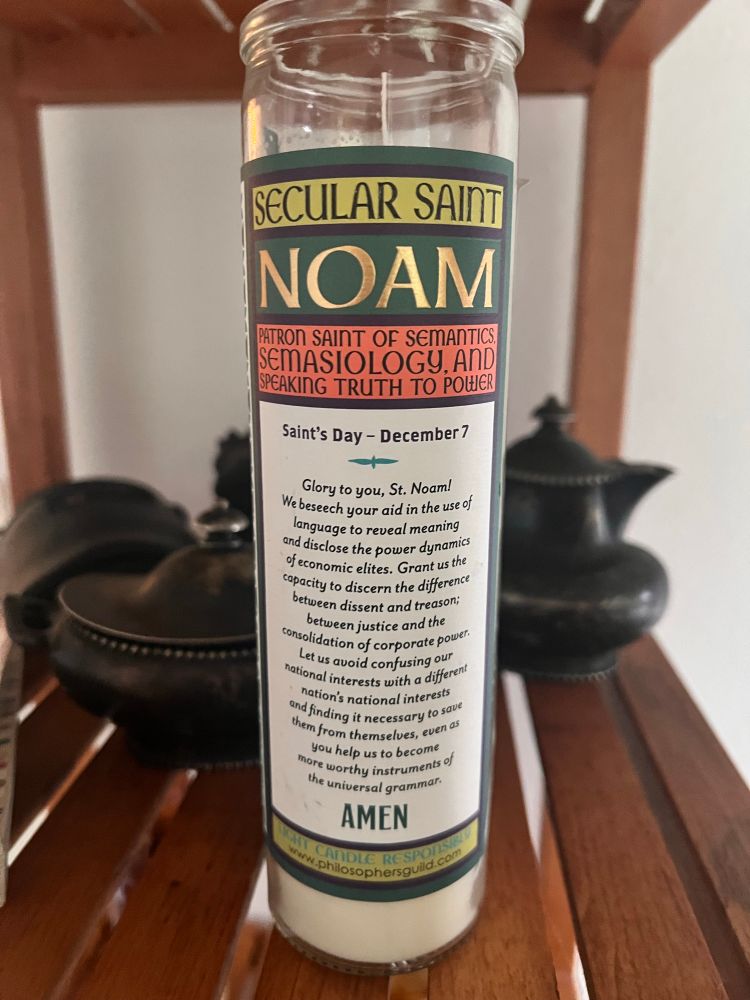 SECULAR SAINT
NOAM
PATRON SAINT OF SEMANTICS,
SEMASIOLOGY, AND
SPEAKING TRUTH TO POWER
Saint's Day – December 7
Glory to you, St. Noam!
We beseech your aid in the use of
language to reveal meaning
and disclose the power dynamics
of economic elites. Grant us the
capacity to discern the difference
between dissent and treason;
between justice and the
consolidation of corporate power.
Let us avoid confusing our
national interests with a different
nation's national interests
and finding it necessary to save
them from themselves, even as
you help us to become
more worthy instruments of
the universal grammar.
AMEN
LIGHT CANDLE RESPONSIBLY
www.philosophersguild.com